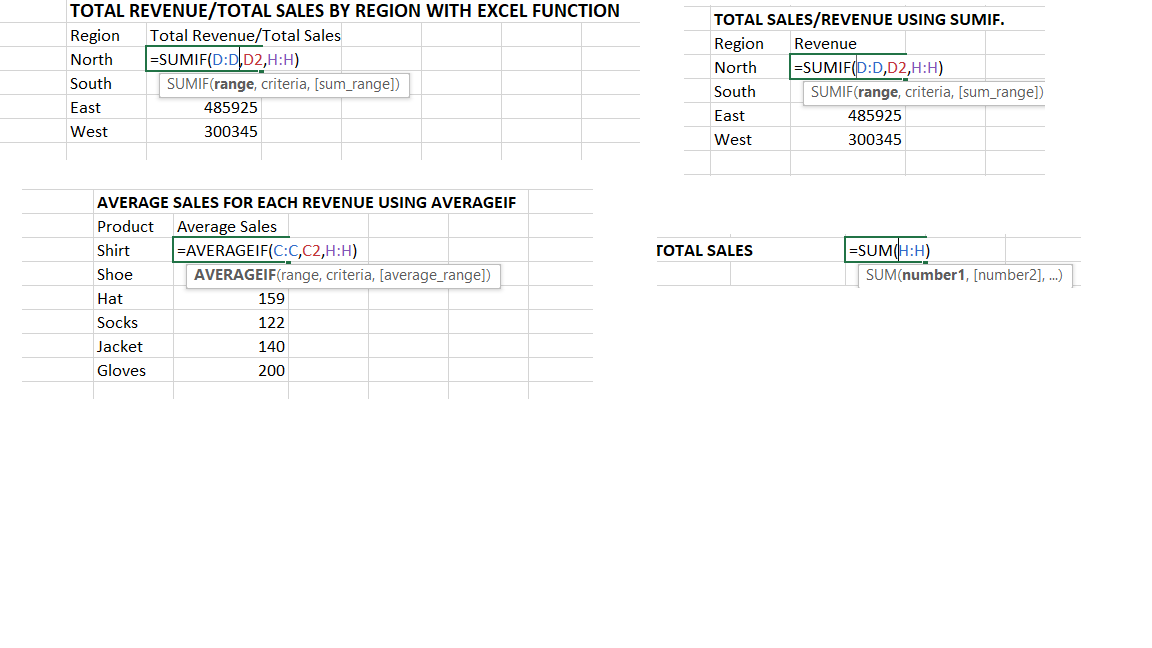 TOTAL REVENUE/TOTAL SALES BY REGION WITH EXCEL FUNCTION
Region Total Revenue/Total Sales
North =SUMIF(D:D,D2,H:H)
South SUMIF(range, criteria, [sum_range])
East 485925
West 300345
TOTAL SALES/REVENUE USING SUMIF.
Region Revenue
North =SUMIF(D:D,D2,H:H)
South SUMIF(range, criteria, [sum_range])
East 485925
West 300345
AVERAGE SALES FOR EACH REVENUE USING AVERAGEIF
Product Average Sales
Shirt =AVERAGEIF(C:C,C2,H:H)
Shoe AVERAGEIF(range, criteria, [average_range])
Hat 159
Socks 122
Jacket 140
Gloves 200
TOTAL SALES =SUM(H:H)
SUM(number1, [number2], ...)